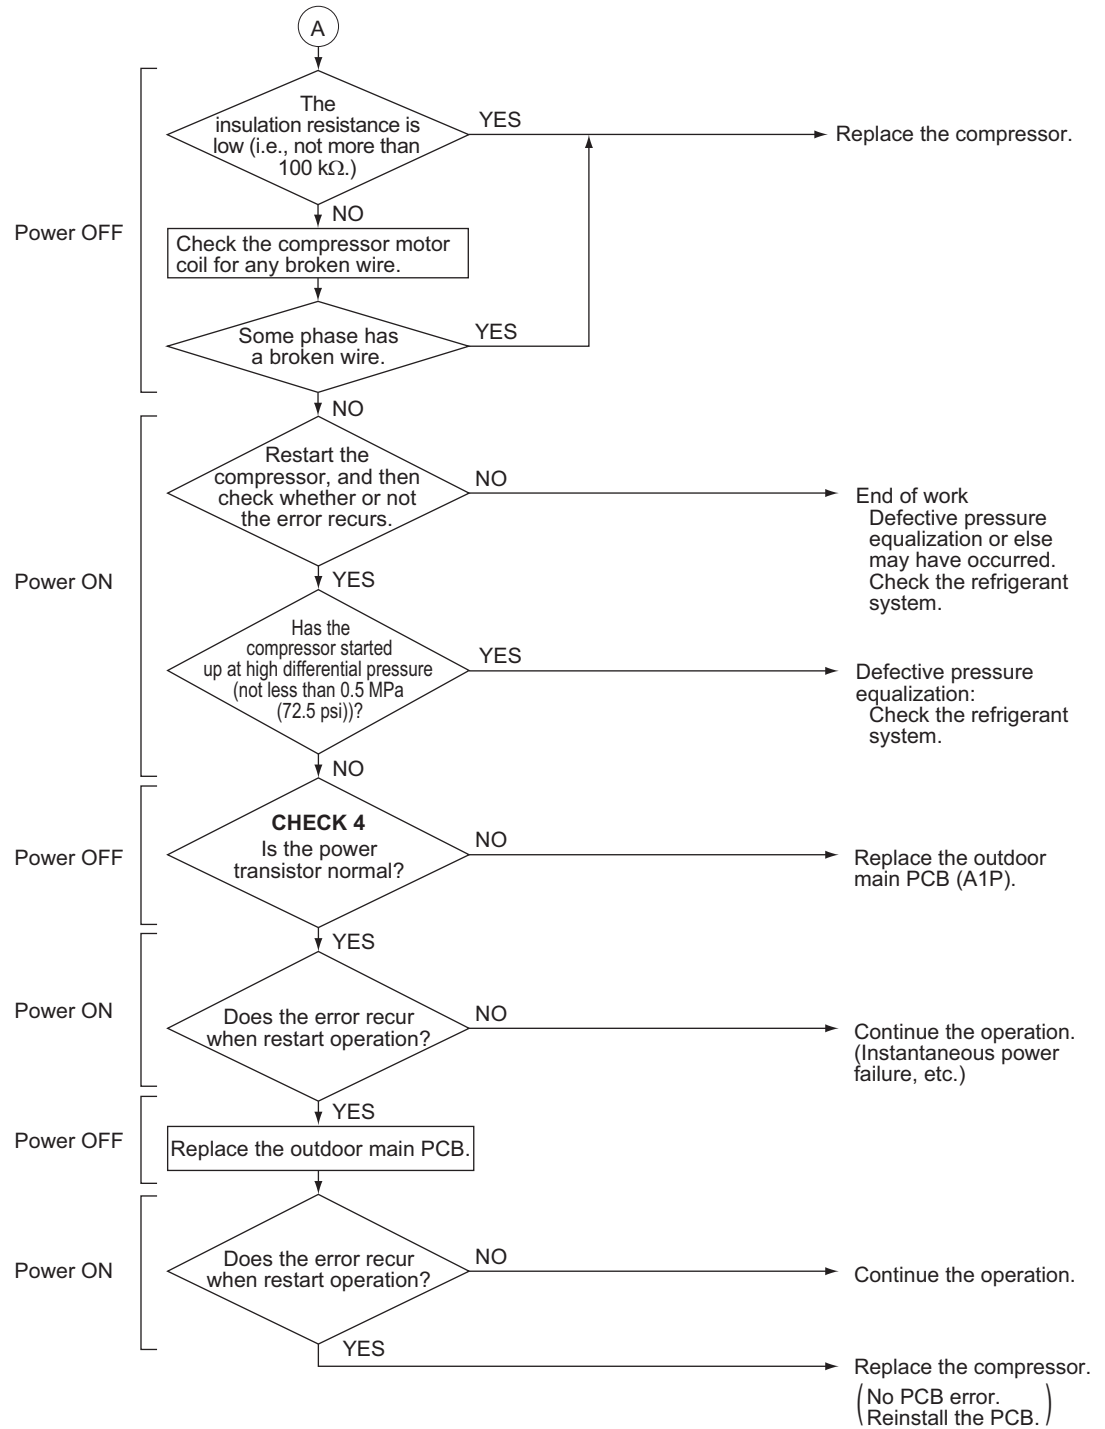 A
The
insulation resistance is
low (i.e., not more than
100 kΩ.)
YES
Replace the compressor.
NO
Power OFF
Check the compressor motor
coil for any broken wire.
Some phase has
a broken wire.
YES
NO
Restart the
compressor, and then
check whether or not
the error recurs.
NO
End of work
Defective pressure
equalization or else
may have occurred.
Check the refrigerant
system.
Power ON
YES
Has the
compressor started
up at high differential pressure
(not less than 0.5 MPa
(72.5 psi))?
YES
Defective pressure
equalization:
Check the refrigerant
system.
NO
Power OFF
CHECK 4
Is the power
transistor normal?
NO
Replace the outdoor
main PCB (A1P).
YES
Power ON
Does the error recur
when restart operation?
NO
Continue the operation.
(Instantaneous power
failure, etc.)
YES
Power OFF
Replace the outdoor main PCB.
Power ON
Does the error recur
when restart operation?
NO
Continue the operation.
YES
Replace the compressor.
(No PCB error.
Reinstall the PCB.)